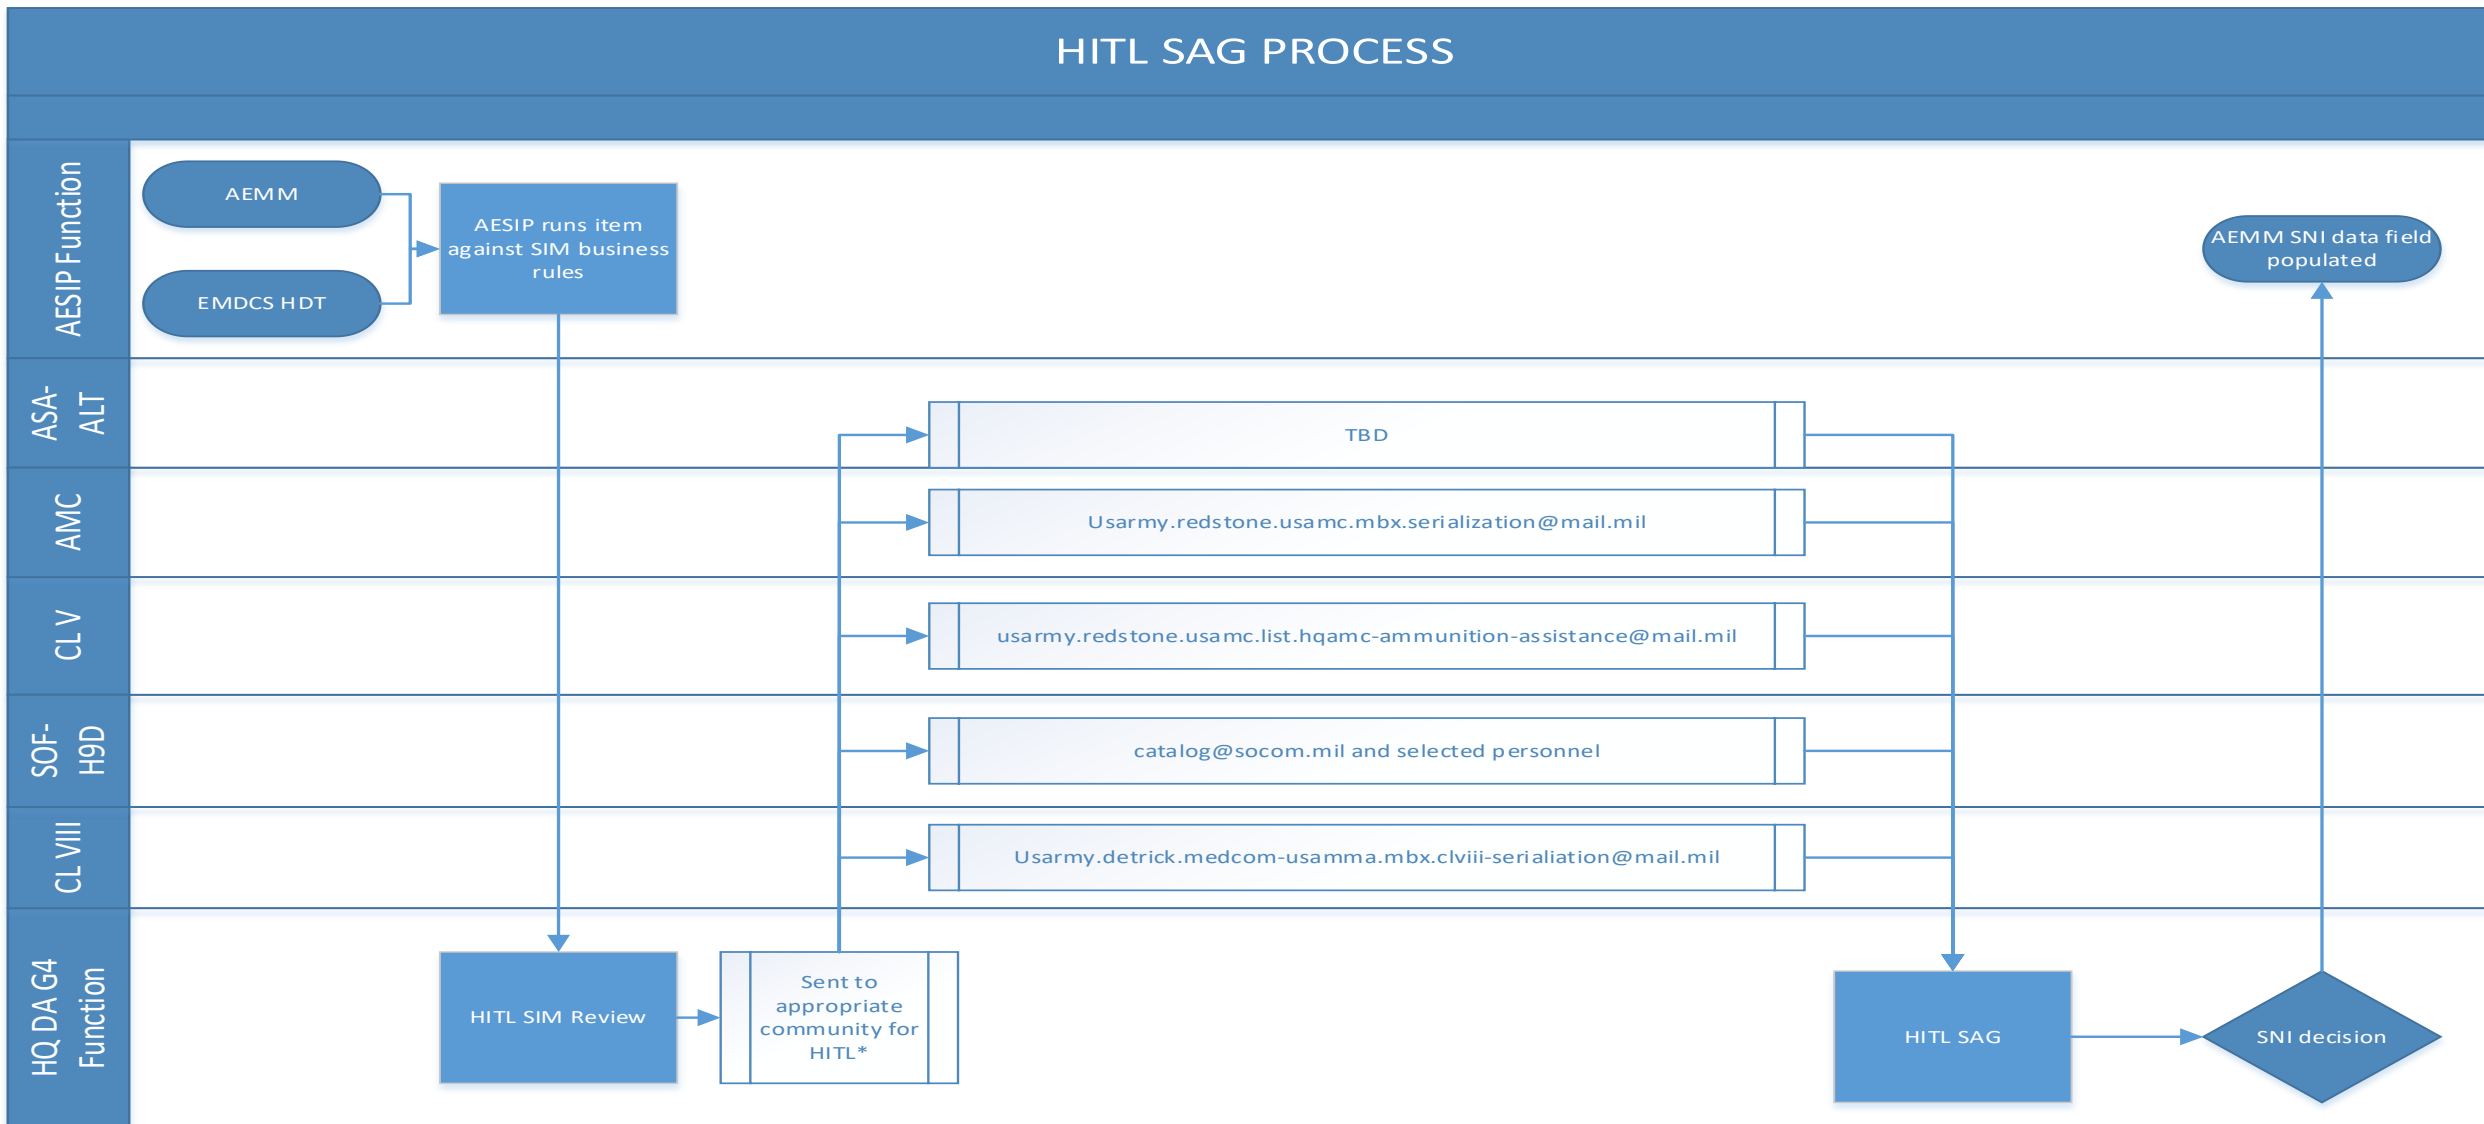 HITL SAG PROCESS
AESIP Function
AEMM
EMDCS HDT
AESIP runs item
against SIM business
rules
AEMM SNI data field
populated
ASA-
ALT
TBD
AMC
Usarmy.redstone.usamc.mbx.serialization@mail.mil
CL V
usarmy.redstone.usamc.list.hqamc-ammunition-assistance@mail.mil
SOF-
H9D
catalog@socom.mil and selected personnel
CL VIII
Usarmy.detrick.medcom-usamma.mbx.clviii-serialiation@mail.mil
HQ DA G4
Function
HITL SIM Review
Sent to
appropriate
community for
HITL*
HITL SAG
SNI decision